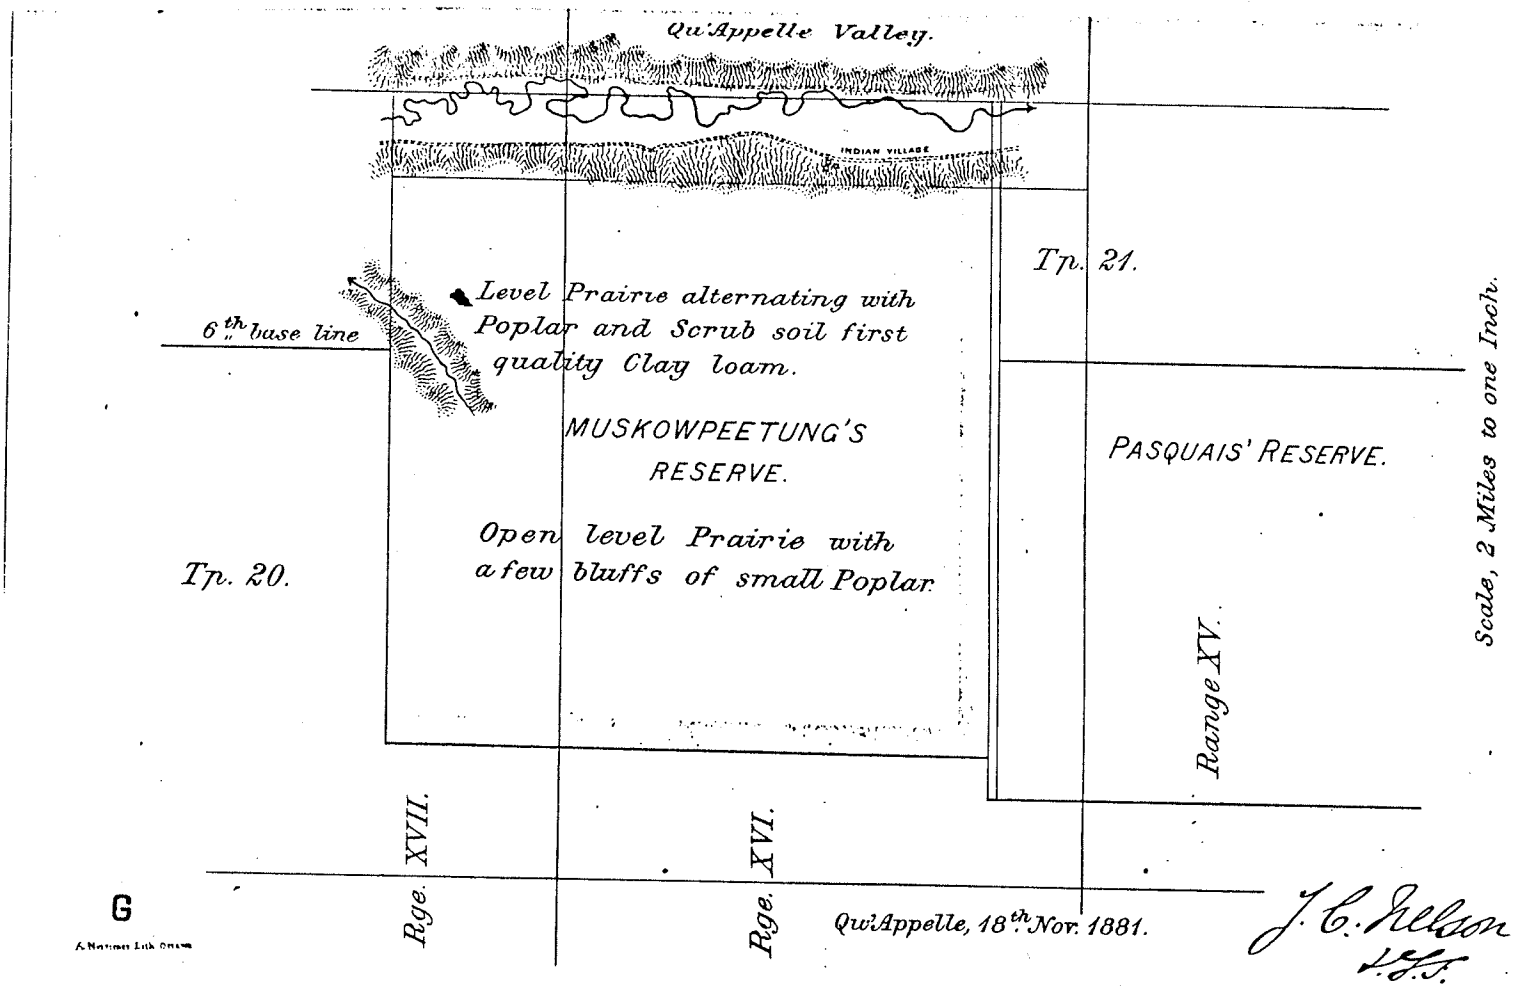 Qu'Appelle Valley.
INDIAN VILLAGE
Tp. 21.
Level Prairie alternating with
Poplar and Scrub soil first
quality Clay loam.
6th base line
MUSKOWPEETUNG'S
RESERVE.
PASQUAIS' RESERVE.
Scale, 2 Miles to one Inch.
Open level Prairie with
a few bluffs of small Poplar.
Tp. 20.
Range XV.
Rge. XVII.
Rge. XVI.
G
Qu'Appelle, 18th Nov. 1881.
J. C. Nelson